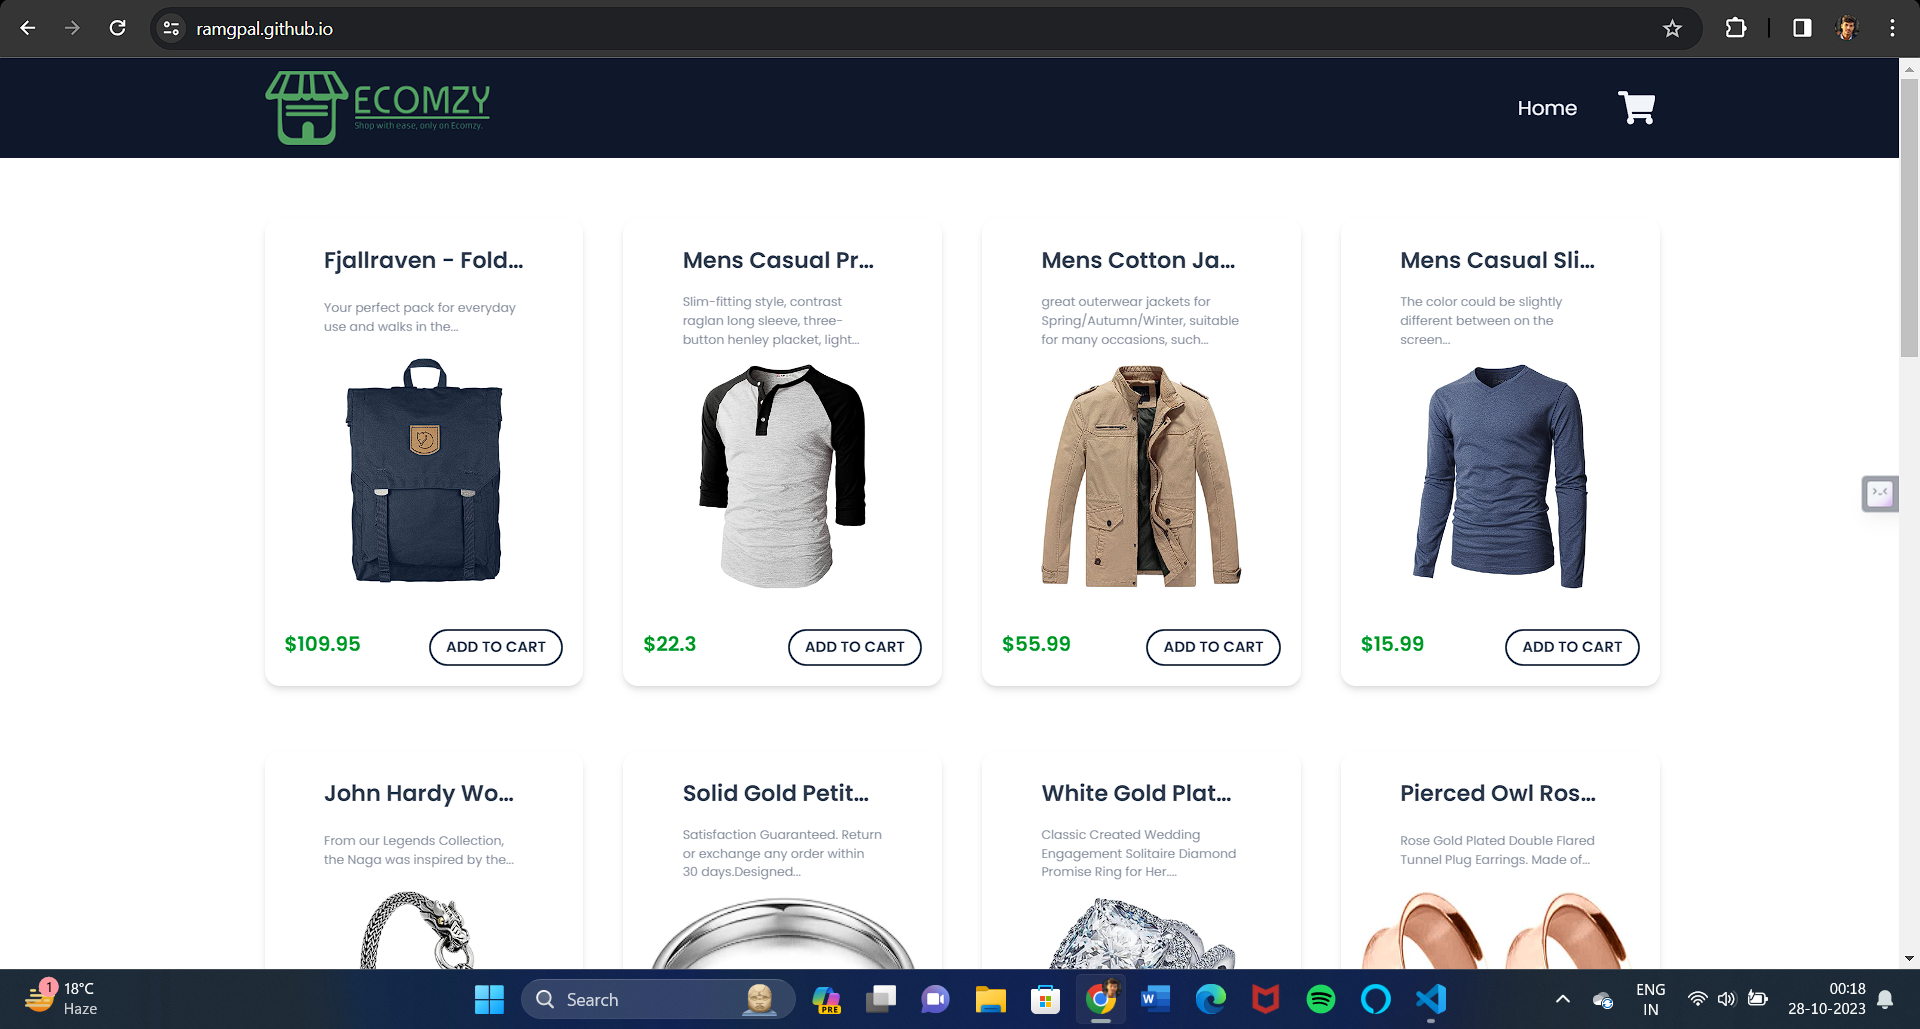 ramgpal.github.io
ECOMZY
Shop with ease, only on Ecomzy.
Home
Fjallraven - Fold...
Your perfect pack for everyday
use and walks in the...
$109.95
ADD TO CART
Mens Casual Pr...
Slim-fitting style, contrast
raglan long sleeve, three-
button henley placket, light...
$22.3
ADD TO CART
Mens Cotton Ja...
great outerwear jackets for
Spring/Autumn/Winter, suitable
for many occasions, such...
$55.99
ADD TO CART
Mens Casual Sli...
The color could be slightly
different between on the
screen...
$15.99
ADD TO CART
John Hardy Wo...
From our Legends Collection,
the Naga was inspired by the...
Solid Gold Petit...
Satisfaction Guaranteed. Return
or exchange any order within
30 days.Designed...
White Gold Plat...
Classic Created Wedding
Engagement Solitaire Diamond
Promise Ring for Her....
Pierced Owl Ros...
Rose Gold Plated Double Flared
Tunnel Plug Earrings. Made of...
1
18°C
Haze
Search
PRE
W
ENG
IN
00:18
28-10-2023